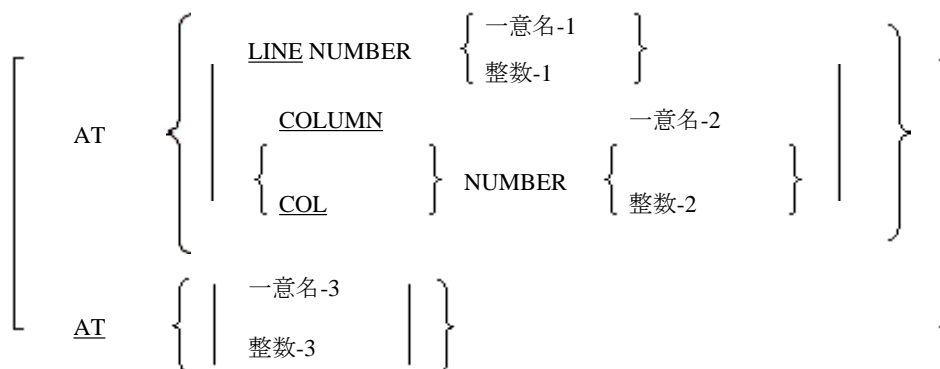 LINE NUMBER 一意名-1
整数-1
AT COLUMN 一意名-2
COL NUMBER 整数-2
一意名-3
AT 整数-3